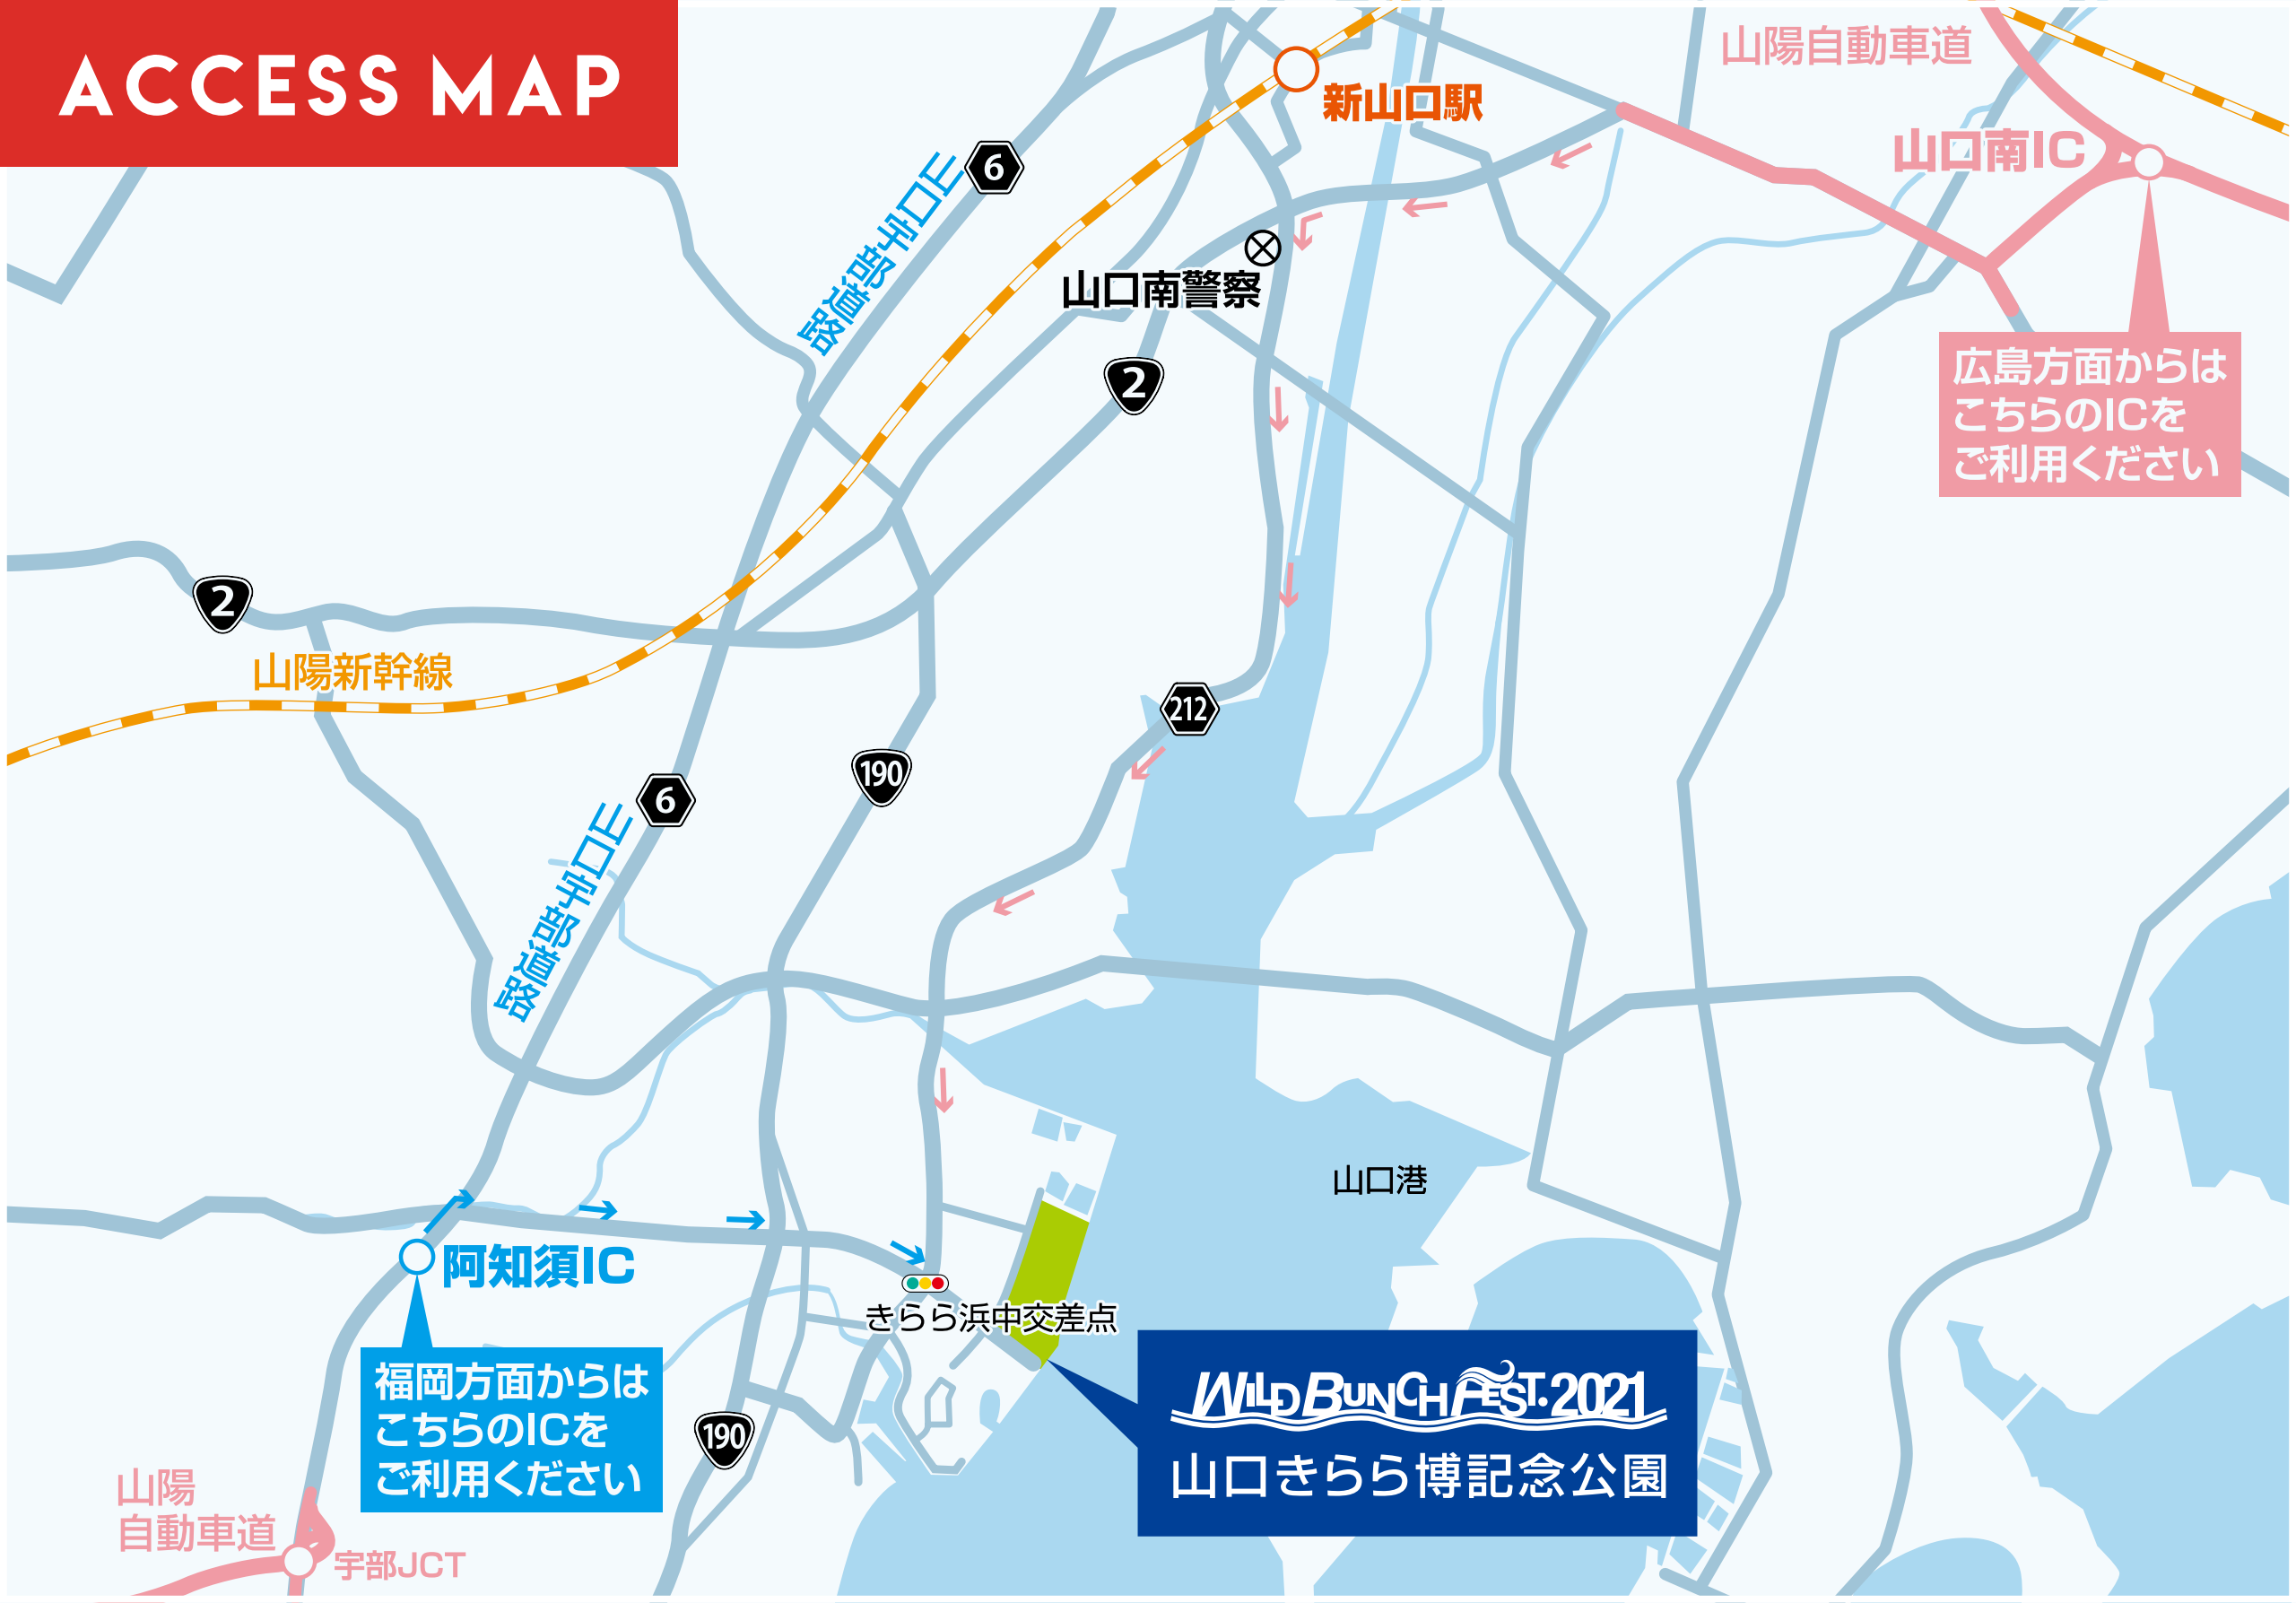 ACCESS MAP
山陽自動車道
新山口駅
山口南IC
6
山口宇部道路
山口南警察
2
広島方面からは
こちらのICを
ご利用ください
2
山陽新幹線
212
190
6
山口宇部道路
山口港
阿知須IC
きらら浜中交差点
福岡方面からは
こちらのICを
ご利用ください
WILD BUNCH FEST. 2021
山口きらら博記念公園
190
山陽
自動車道
宇部JCT